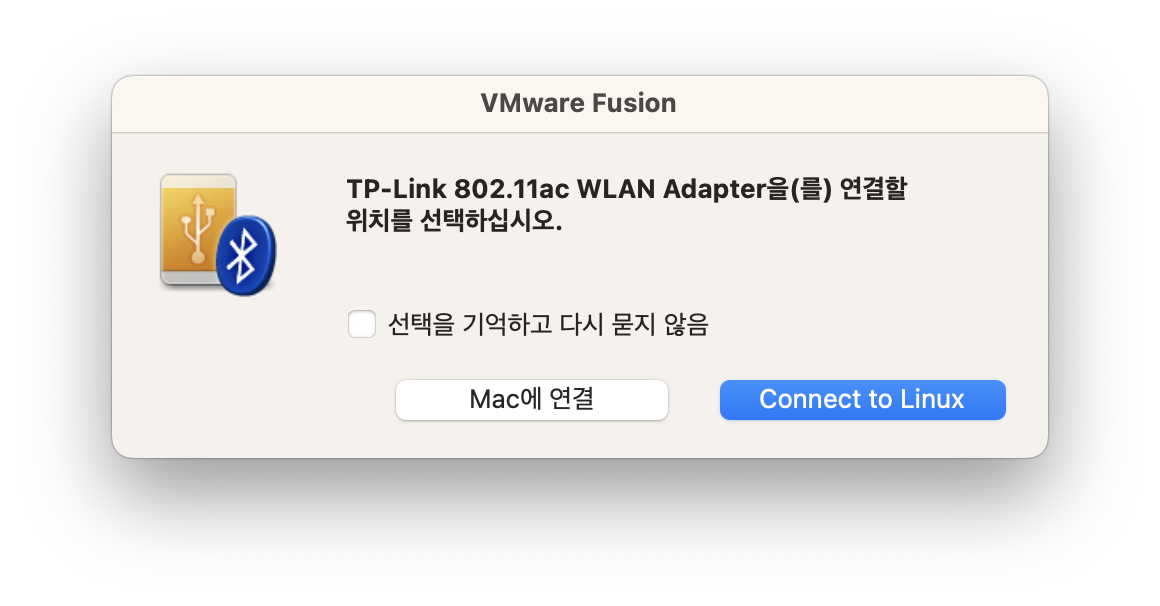 VMware Fusion
TP-Link 802.11ac WLAN Adapter을(를) 연결할
위치를 선택하십시오.
선택을 기억하고 다시 묻지 않음
Mac에 연결
Connect to Linux